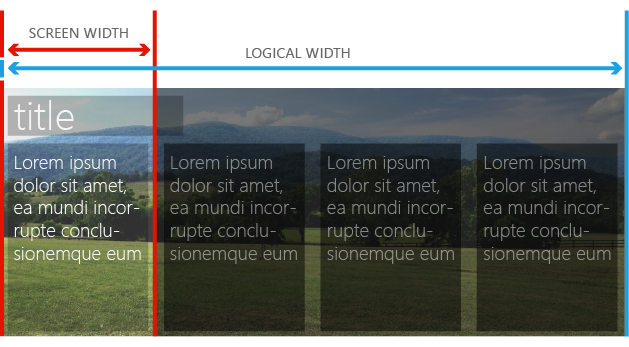 SCREEN WIDTH
LOGICAL WIDTH
title
Lorem ipsum
dolor sit amet,
ea mundi incor-
rupte conclu-
sionemque eum
Lorem ipsum
dolor sit amet,
ea mundi incor-
rupte conclu-
sionemque eum
Lorem ipsum
dolor sit amet,
ea mundi incor-
rupte conclu-
sionemque eum
Lorem ipsum
dolor sit amet,
ea mundi incor-
rupte conclu-
sionemque eum